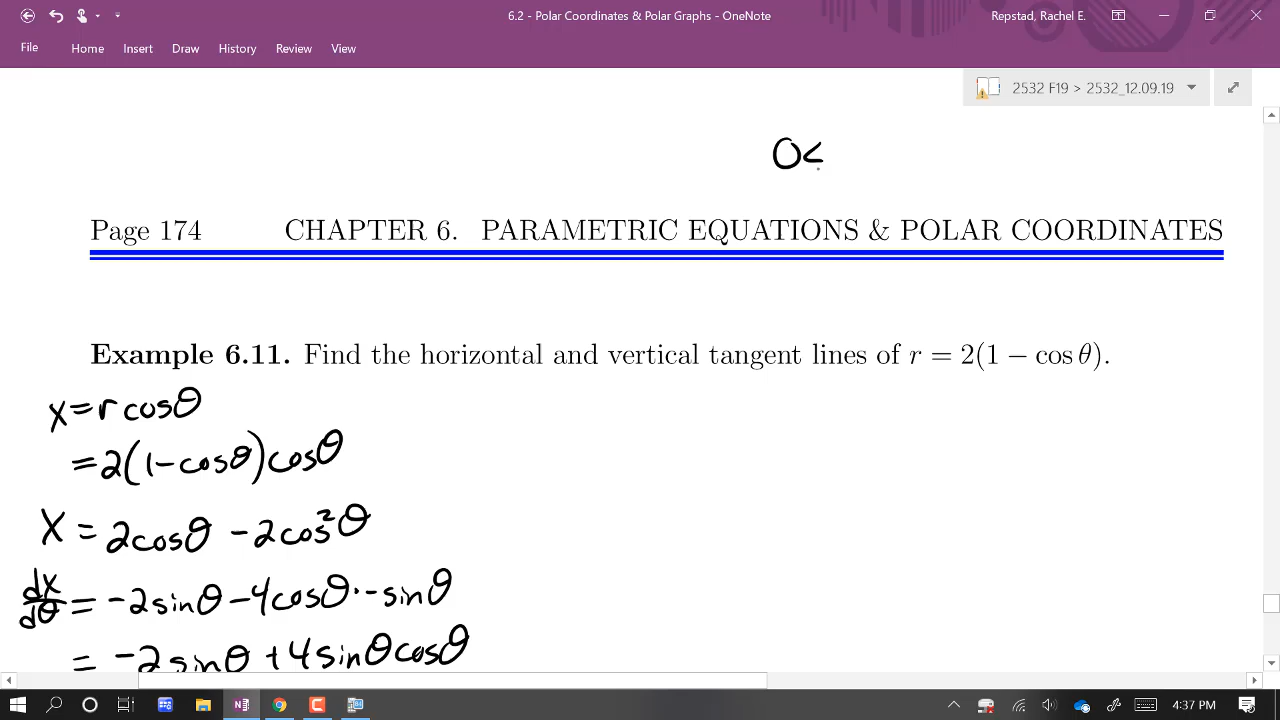 6.2 - Polar Coordinates & Polar Graphs - OneNote
Repstad, Rachel E.
File Home Insert Draw History Review View
2532 F19 > 2532_12.09.19
0<
Page 174 CHAPTER 6. PARAMETRIC EQUATIONS & POLAR COORDINATES
Example 6.11. Find the horizontal and vertical tangent lines of r = 2(1 − cos θ).
x = r cosθ
= 2(1-cosθ)cosθ
X = 2cosθ - 2cos²θ
dx/dθ = -2sinθ - 4cosθ · -sinθ
= -2sinθ + 4sinθcosθ
4:37 PM